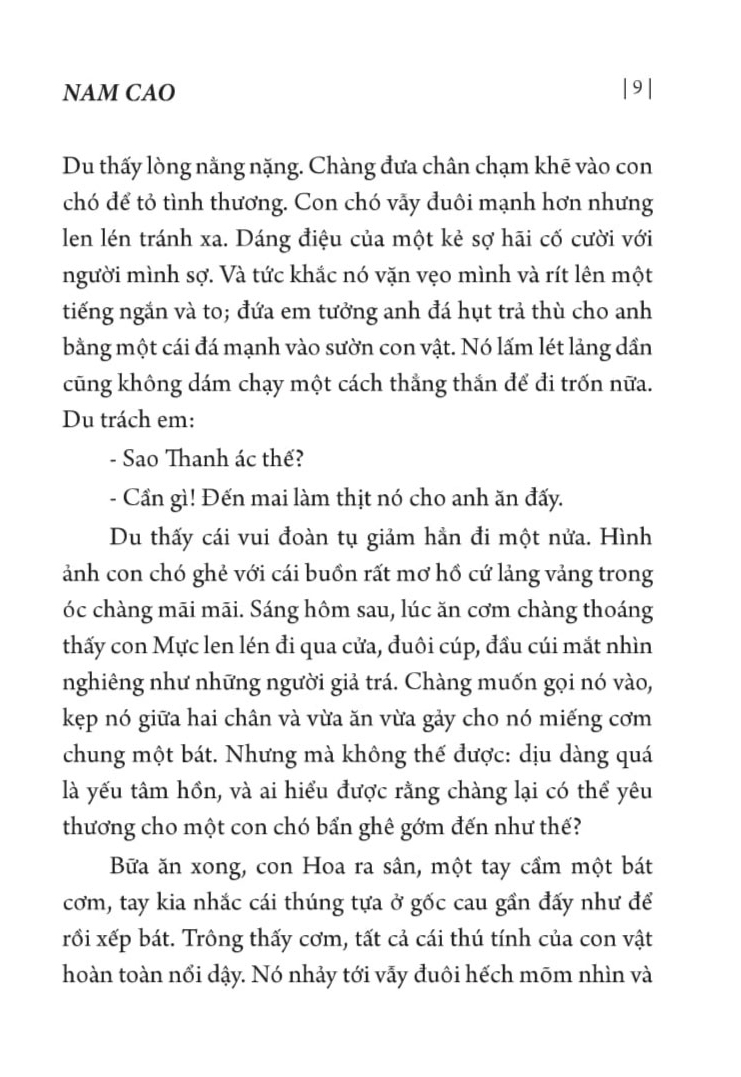 NAM CAO
| 9 |
Du thấy lòng nằng nặng. Chàng đưa chân chạm khẽ vào con
chó để tỏ tình thương. Con chó vẫy đuôi mạnh hơn nhưng
len lén tránh xa. Dáng điệu của một kẻ sợ hãi cố cười với
người mình sợ. Và tức khắc nó vặn vẹo mình và rít lên một
tiếng ngắn và to; đứa em tưởng anh đá hụt trả thù cho anh
bằng một cái đá mạnh vào sườn con vật. Nó lấm lét lảng dần
cũng không dám chạy một cách thẳng thắn để đi trốn nữa.
Du trách em:
- Sao Thanh ác thế?
- Cần gì! Đến mai làm thịt nó cho anh ăn đấy.
Du thấy cái vui đoàn tụ giảm hẳn đi một nửa. Hình
ảnh con chó ghẻ với cái buồn rất mơ hồ cứ lảng vảng trong
óc chàng mãi mãi. Sáng hôm sau, lúc ăn cơm chàng thoáng
thấy con Mực len lén đi qua cửa, đuôi cúp, đầu cúi mắt nhìn
nghiêng như những người giả trá. Chàng muốn gọi nó vào,
kẹp nó giữa hai chân và vừa ăn vừa gảy cho nó miếng cơm
chung một bát. Nhưng mà không thế được: dịu dàng quá
là yếu tâm hồn, và ai hiểu được rằng chàng lại có thể yêu
thương cho một con chó bẩn ghê gớm đến như thế?
Bữa ăn xong, con Hoa ra sân, một tay cầm một bát
cơm, tay kia nhắc cái thúng tựa ở gốc cau gần đấy như để
rồi xếp bát. Trông thấy cơm, tất cả cái thú tính của con vật
hoàn toàn nổi dậy. Nó nhảy tới vẫy đuôi hếch mõm nhìn và